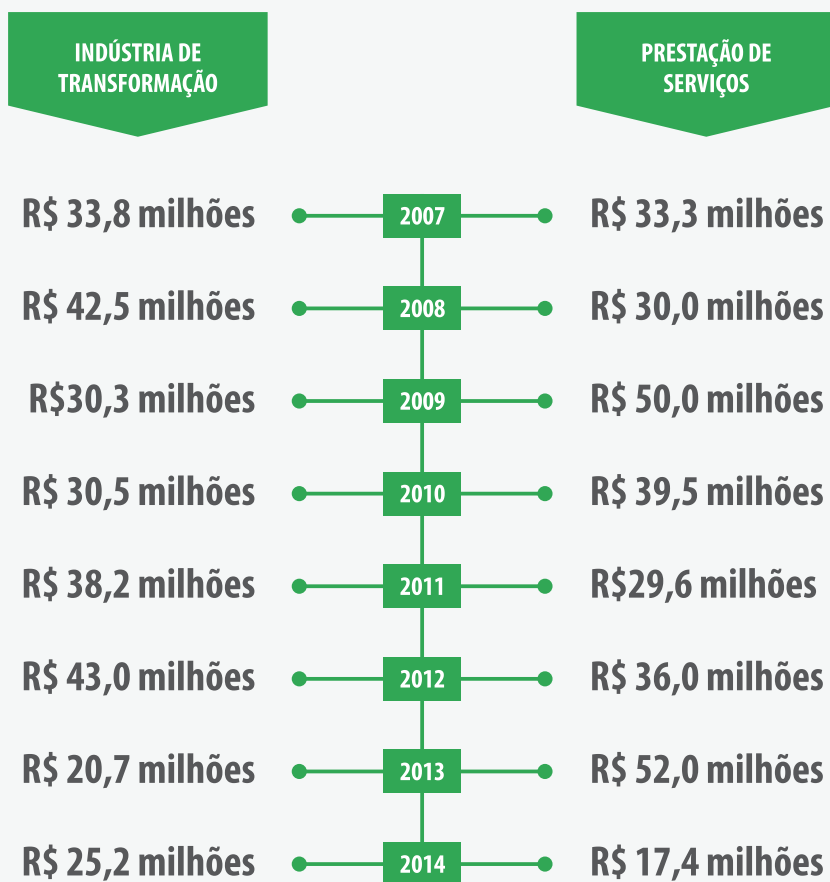 INDÚSTRIA DE
TRANSFORMAÇÃO
PRESTAÇÃO DE
SERVIÇOS
R$ 33,8 milhões 2007 R$ 33,3 milhões
R$ 42,5 milhões 2008 R$ 30,0 milhões
R$30,3 milhões 2009 R$ 50,0 milhões
R$ 30,5 milhões 2010 R$ 39,5 milhões
R$ 38,2 milhões 2011 R$29,6 milhões
R$ 43,0 milhões 2012 R$ 36,0 milhões
R$ 20,7 milhões 2013 R$ 52,0 milhões
R$ 25,2 milhões 2014 R$ 17,4 milhões